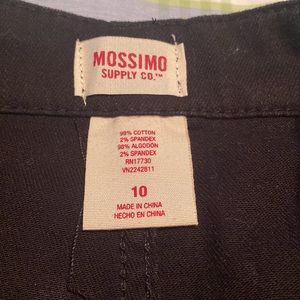 MOSSIMO
SUPPLY CO.™
98% COTTON
2% SPANDEX
98% ALGODON
2% SPANDEX
RN17730
VN2242811
10
MADE IN CHINA
HECHO EN CHINA